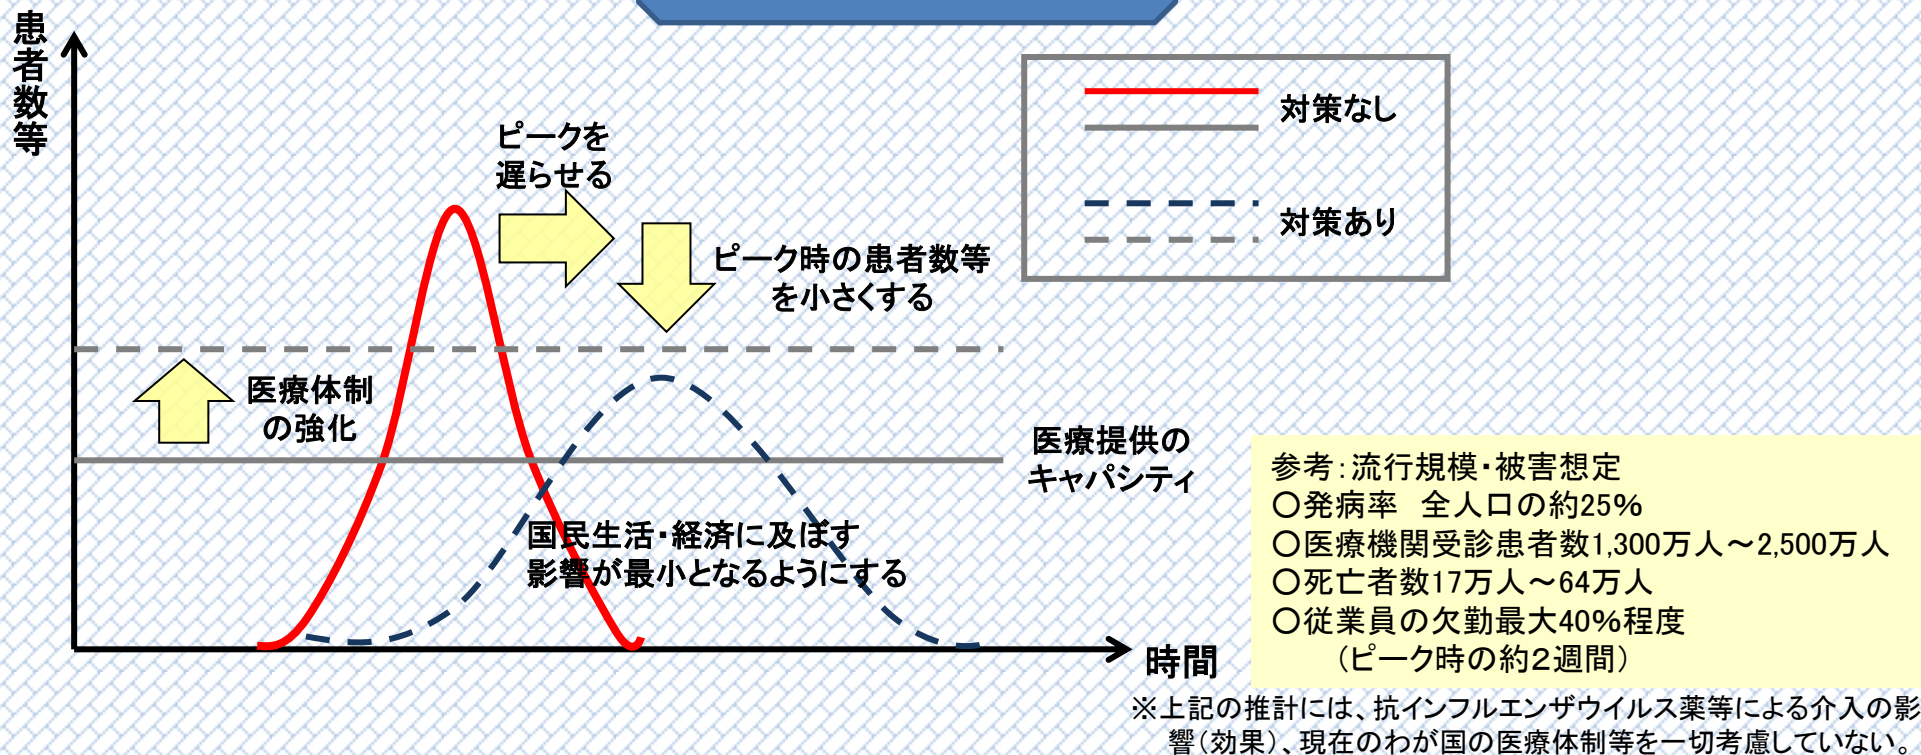 患者数等
ピークを
遅らせる
ピーク時の患者数等
を小さくする
対策なし
対策あり
医療体制
の強化
医療提供の
キャパシティ
国民生活・経済に及ぼす
影響が最小となるようにする
時間
参考：流行規模・被害想定
○発病率　全人口の約25%
○医療機関受診患者数1,300万人～2,500万人
○死亡者数17万人～64万人
○従業員の欠勤最大40%程度
（ピーク時の約２週間）
※上記の推計には、抗インフルエンザウイルス薬等による介入の影
響（効果）、現在のわが国の医療体制等を一切考慮していない。